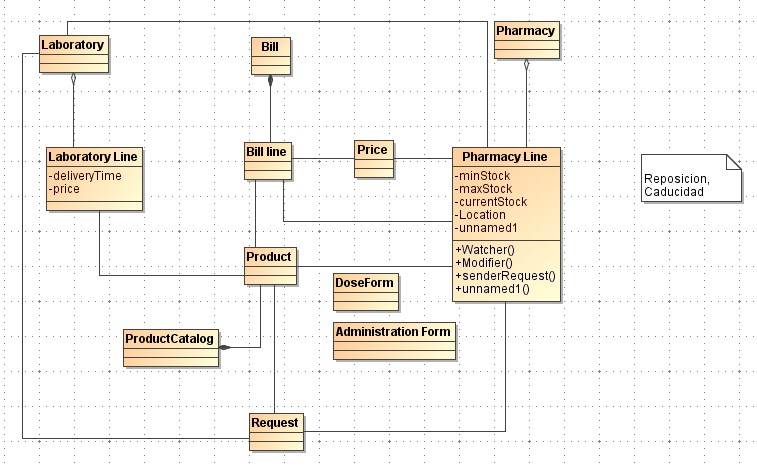 Laboratory
Bill
Pharmacy
Laboratory Line
-deliveryTime
-price
Bill line
Price
Pharmacy Line
-minStock
-maxStock
-currentStock
-Location
-unnamed1
+Watcher()
+Modifier()
+senderRequest()
+unnamed1()
Reposicion,
Caducidad
Product
DoseForm
ProductCatalog
Administration Form
Request